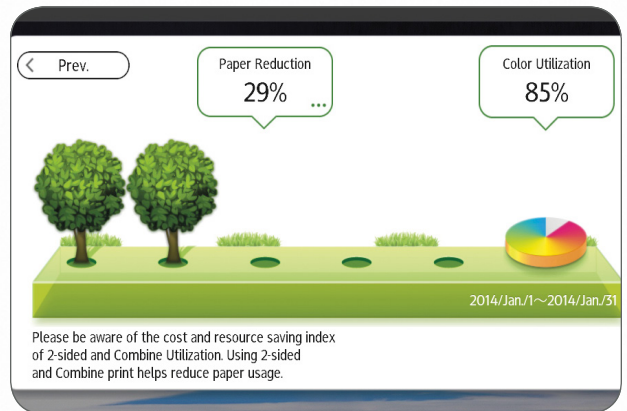 Prev.
Paper Reduction
29%
...
Color Utilization
85%
2014/Jan./1～2014/Jan./31
Please be aware of the cost and resource saving index
of 2-sided and Combine Utilization. Using 2-sided
and Combine print helps reduce paper usage.